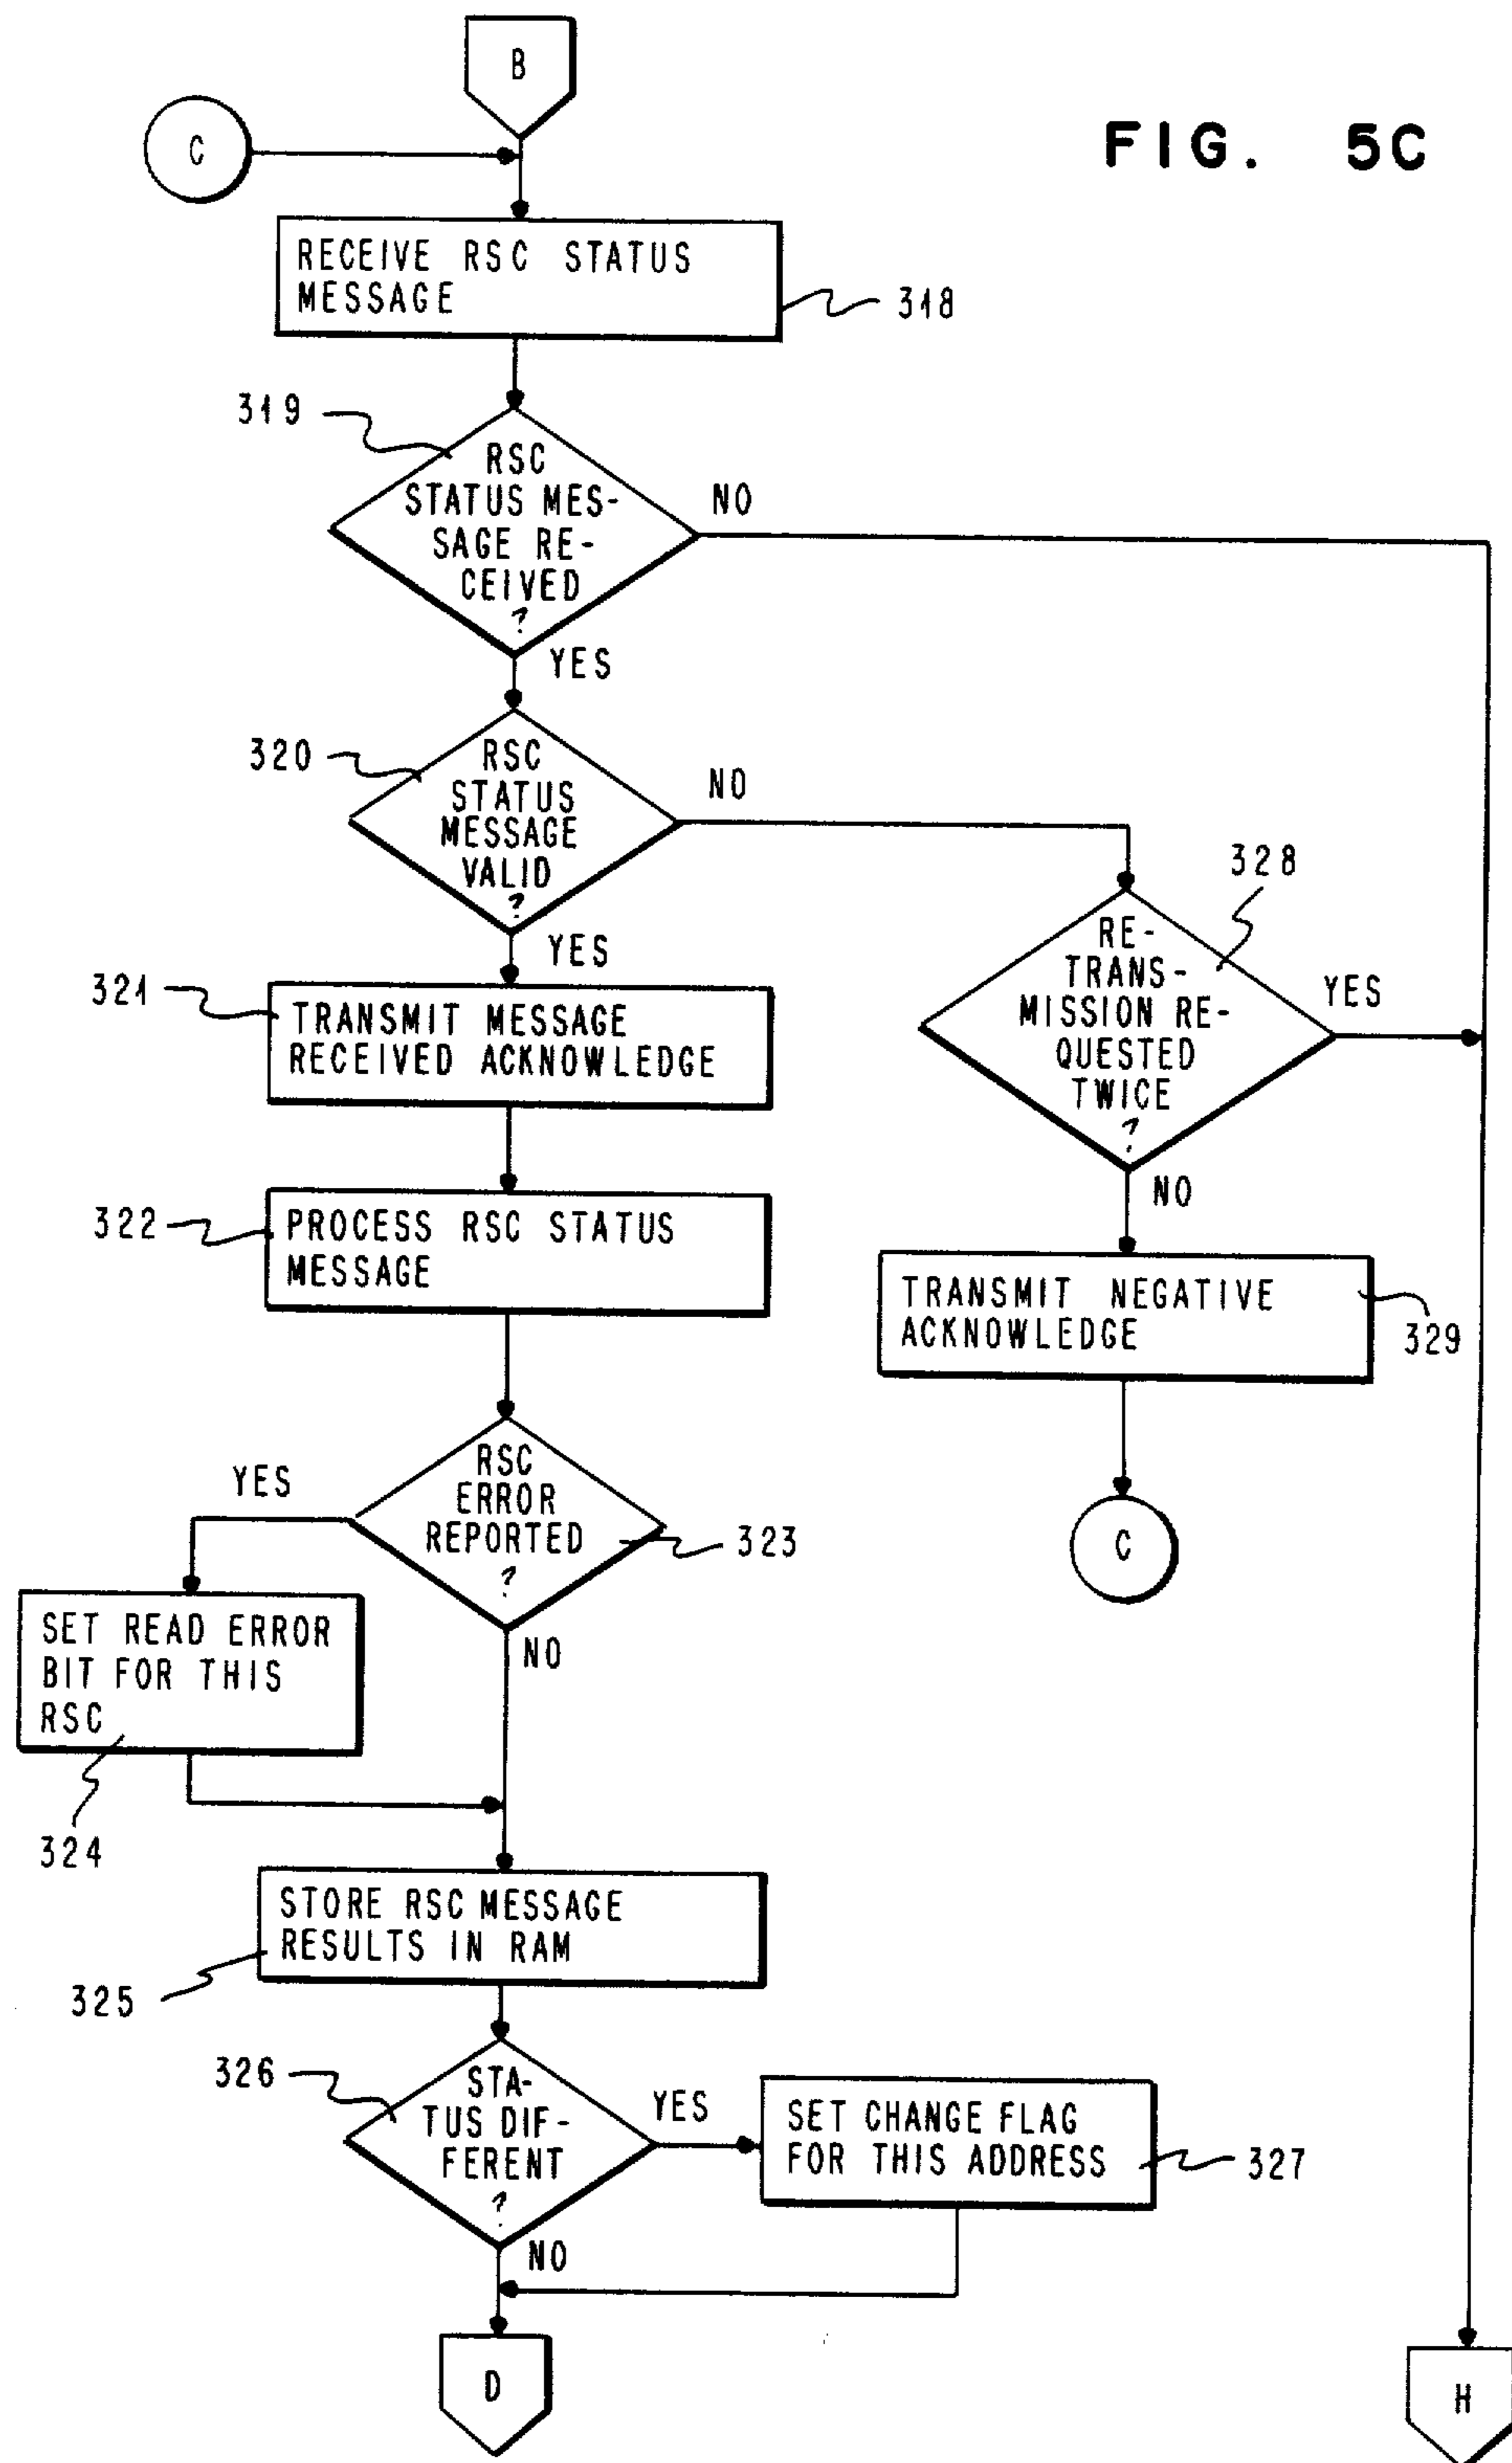 B
C
FIG. 5C
RECEIVE RSC STATUS
MESSAGE
318
319
RSC
STATUS MES-
SAGE RE-
CEIVED
?
NO
YES
320
RSC
STATUS
MESSAGE
VALID
?
NO
YES
328
RE-
TRANS-
MISSION RE-
QUESTED
TWICE
?
YES
NO
321
TRANSMIT MESSAGE
RECEIVED ACKNOWLEDGE
322
PROCESS RSC STATUS
MESSAGE
TRANSMIT NEGATIVE
ACKNOWLEDGE
329
C
RSC
ERROR
REPORTED
?
323
YES
NO
SET READ ERROR
BIT FOR THIS
RSC
324
STORE RSC MESSAGE
RESULTS IN RAM
325
326
STA-
TUS DIF-
FERENT
?
YES
NO
SET CHANGE FLAG
FOR THIS ADDRESS
327
D
H